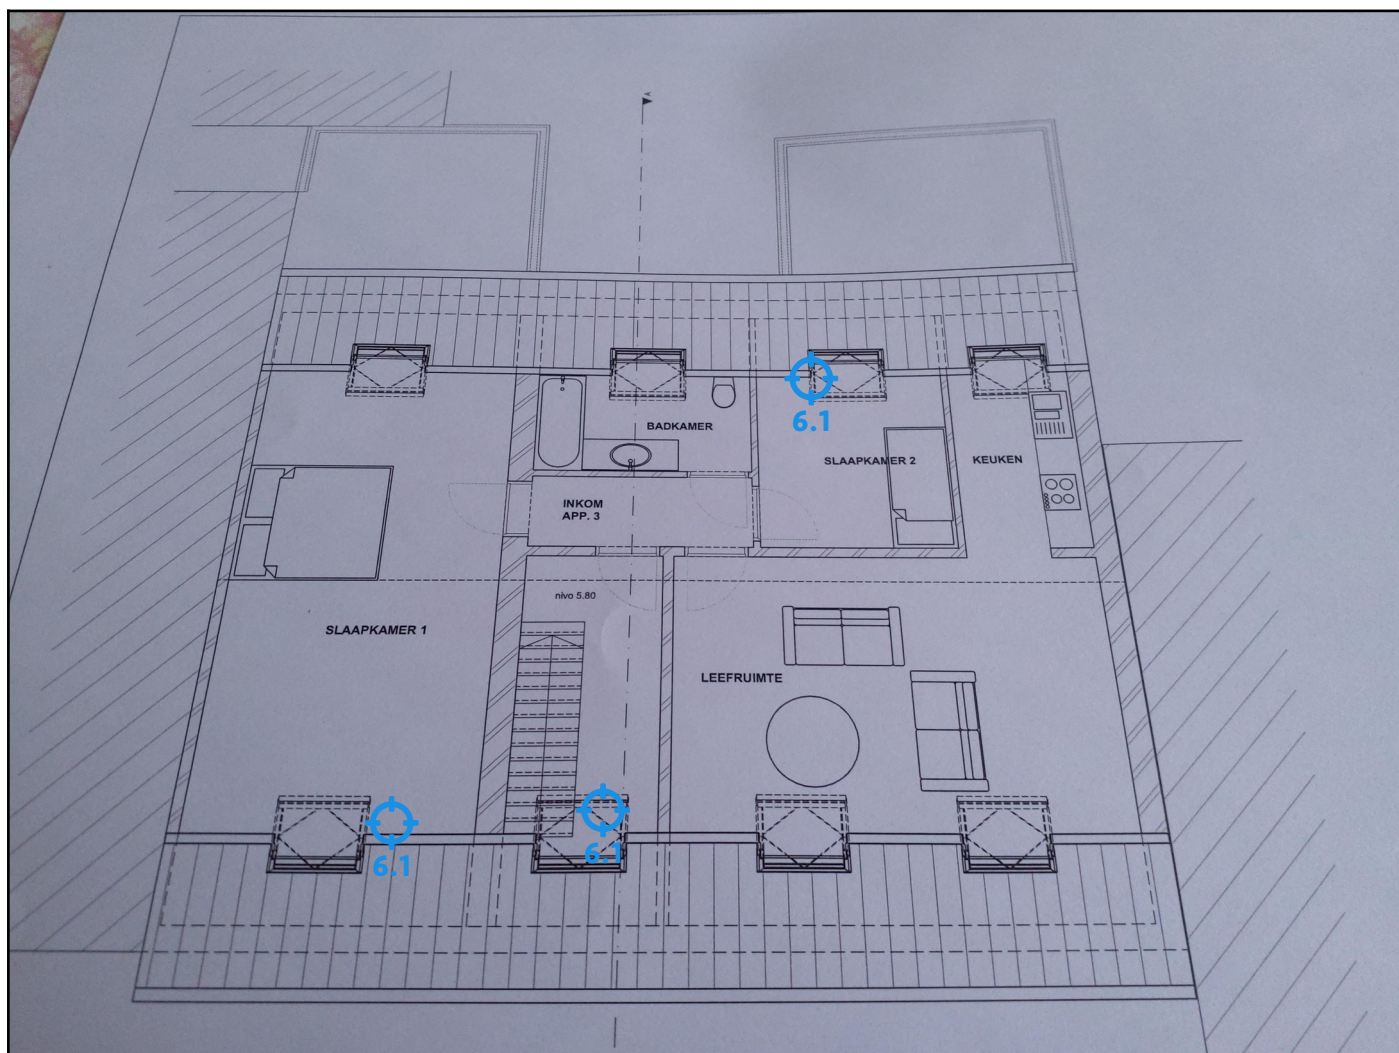 A
6.1
BADKAMER
SLAAPKAMER 2
KEUKEN
INKOM
APP. 3
nivo 5.80
SLAAPKAMER 1
LEEFRUIMTE
6.1
6.1